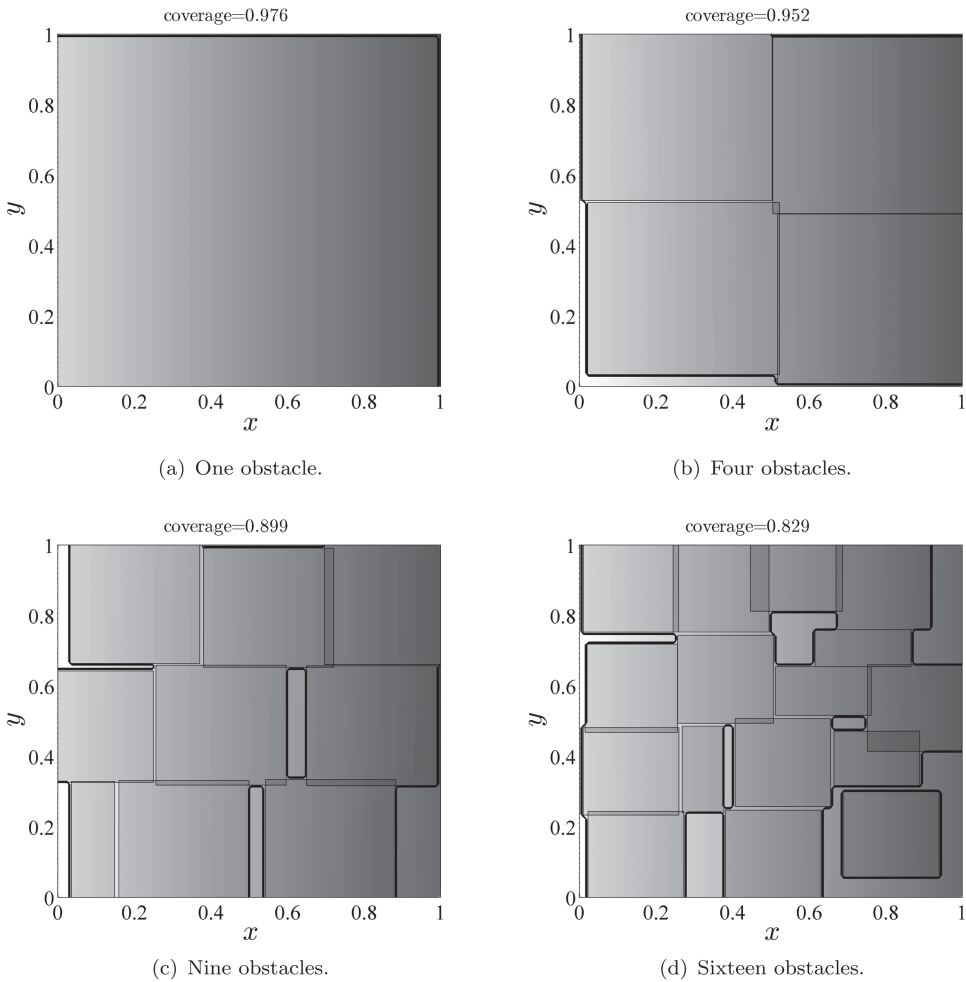 coverage=0.976
1
0.8
0.6
y
0.4
0.2
0
0 0.2 0.4 0.6 0.8 1
x
(a) One obstacle.
coverage=0.952
1
0.8
0.6
y
0.4
0.2
0
0 0.2 0.4 0.6 0.8 1
x
(b) Four obstacles.
coverage=0.899
1
0.8
0.6
y
0.4
0.2
0
0 0.2 0.4 0.6 0.8 1
x
(c) Nine obstacles.
coverage=0.829
1
0.8
0.6
y
0.4
0.2
0
0 0.2 0.4 0.6 0.8 1
x
(d) Sixteen obstacles.